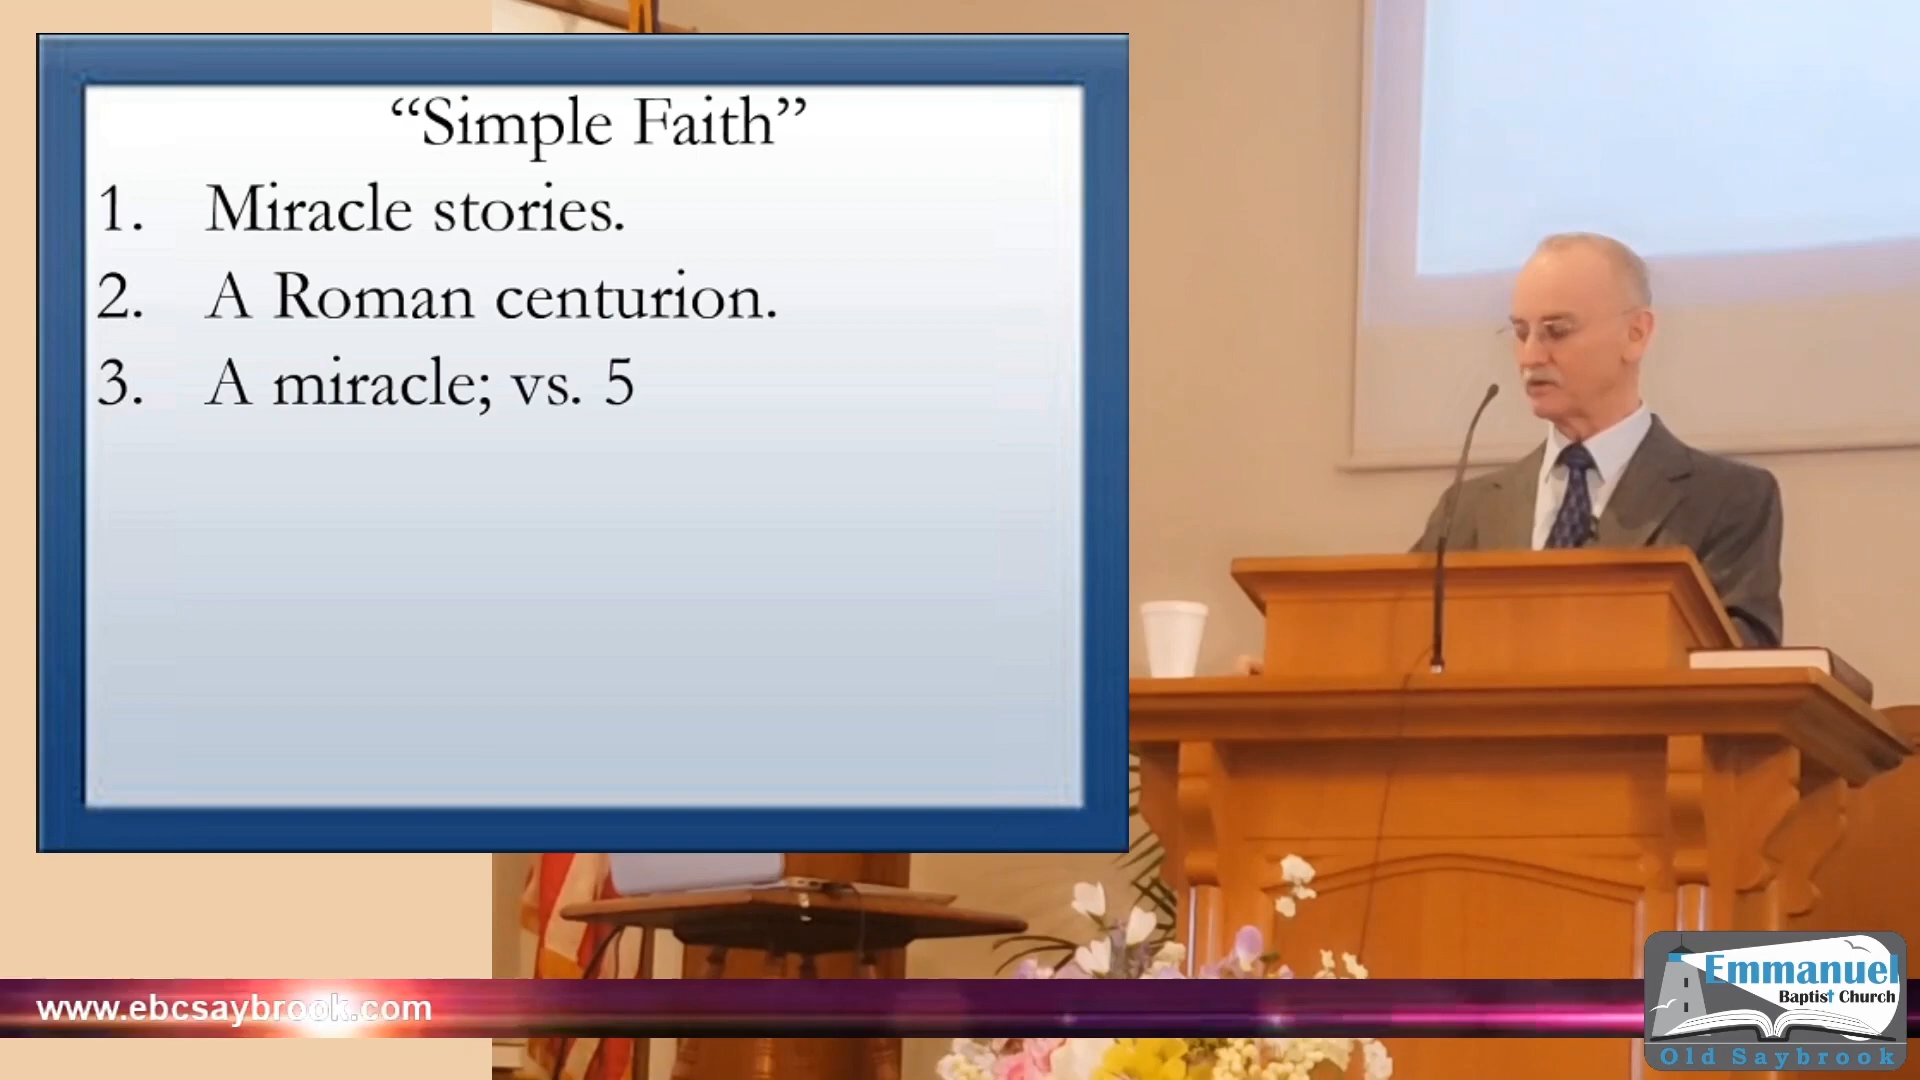 “Simple Faith”
1. Miracle stories.
2. A Roman centurion.
3. A miracle; vs. 5
www.ebcsaybrook.com
Emmanuel
Baptist Church
Old Saybrook